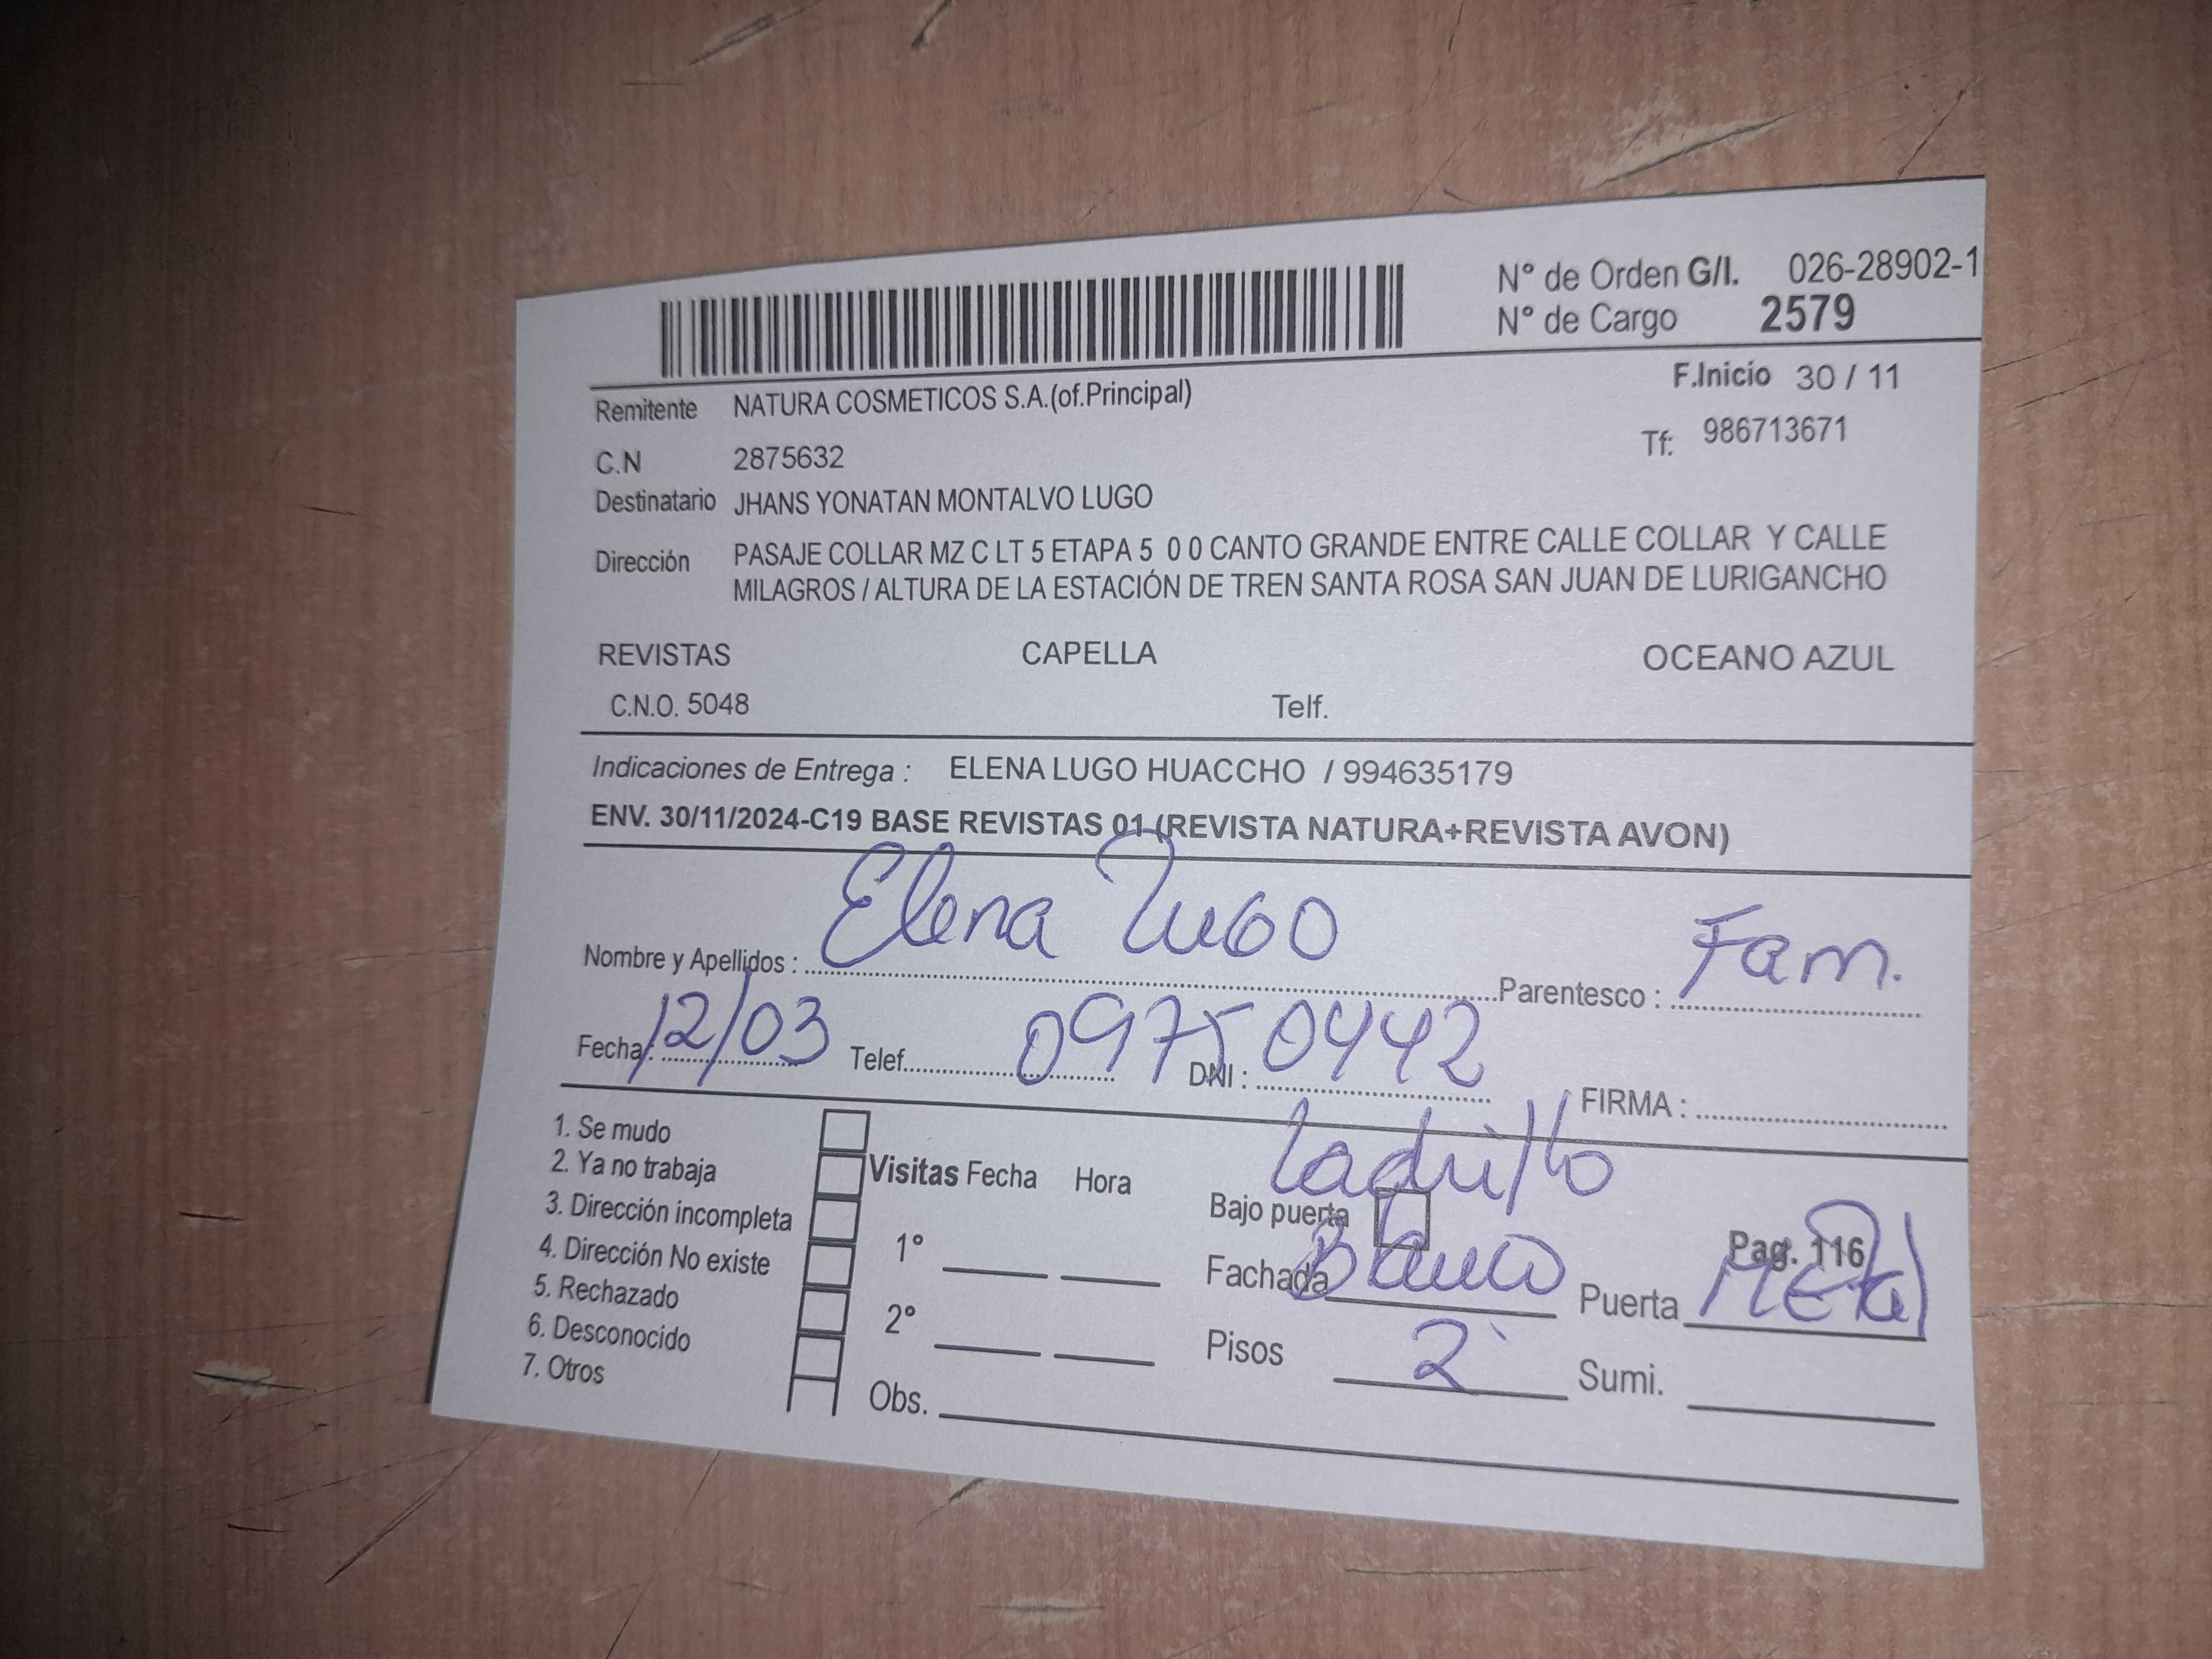 N° de Orden G/I. 026-28902-1
N° de Cargo 2579
F.Inicio 30 / 11
Remitente NATURA COSMETICOS S.A.(of.Principal)
Tf: 986713671
C.N 2875632
Destinatario JHANS YONATAN MONTALVO LUGO
Dirección PASAJE COLLAR MZ C LT 5 ETAPA 5 0 0 CANTO GRANDE ENTRE CALLE COLLAR Y CALLE
MILAGROS / ALTURA DE LA ESTACIÓN DE TREN SANTA ROSA SAN JUAN DE LURIGANCHO
REVISTAS CAPELLA OCEANO AZUL
C.N.O. 5048 Telf.
Indicaciones de Entrega : ELENA LUGO HUACCHO / 994635179
ENV. 30/11/2024-C19 BASE REVISTAS 01 (REVISTA NATURA+REVISTA AVON)
Nombre y Apellidos : Elena Lugo Parentesco : Fam.
Fecha: 12/03 Telef. DNI : 09750442 FIRMA :
1. Se mudo
2. Ya no trabaja
3. Dirección incompleta
4. Dirección No existe
5. Rechazado
6. Desconocido
7. Otros
Visitas Fecha Hora
1°
2°
Obs.
ladrillo
Bajo puerta
Pag. 116
Fachada Blanco Puerta Metal
Pisos 2 Sumi.